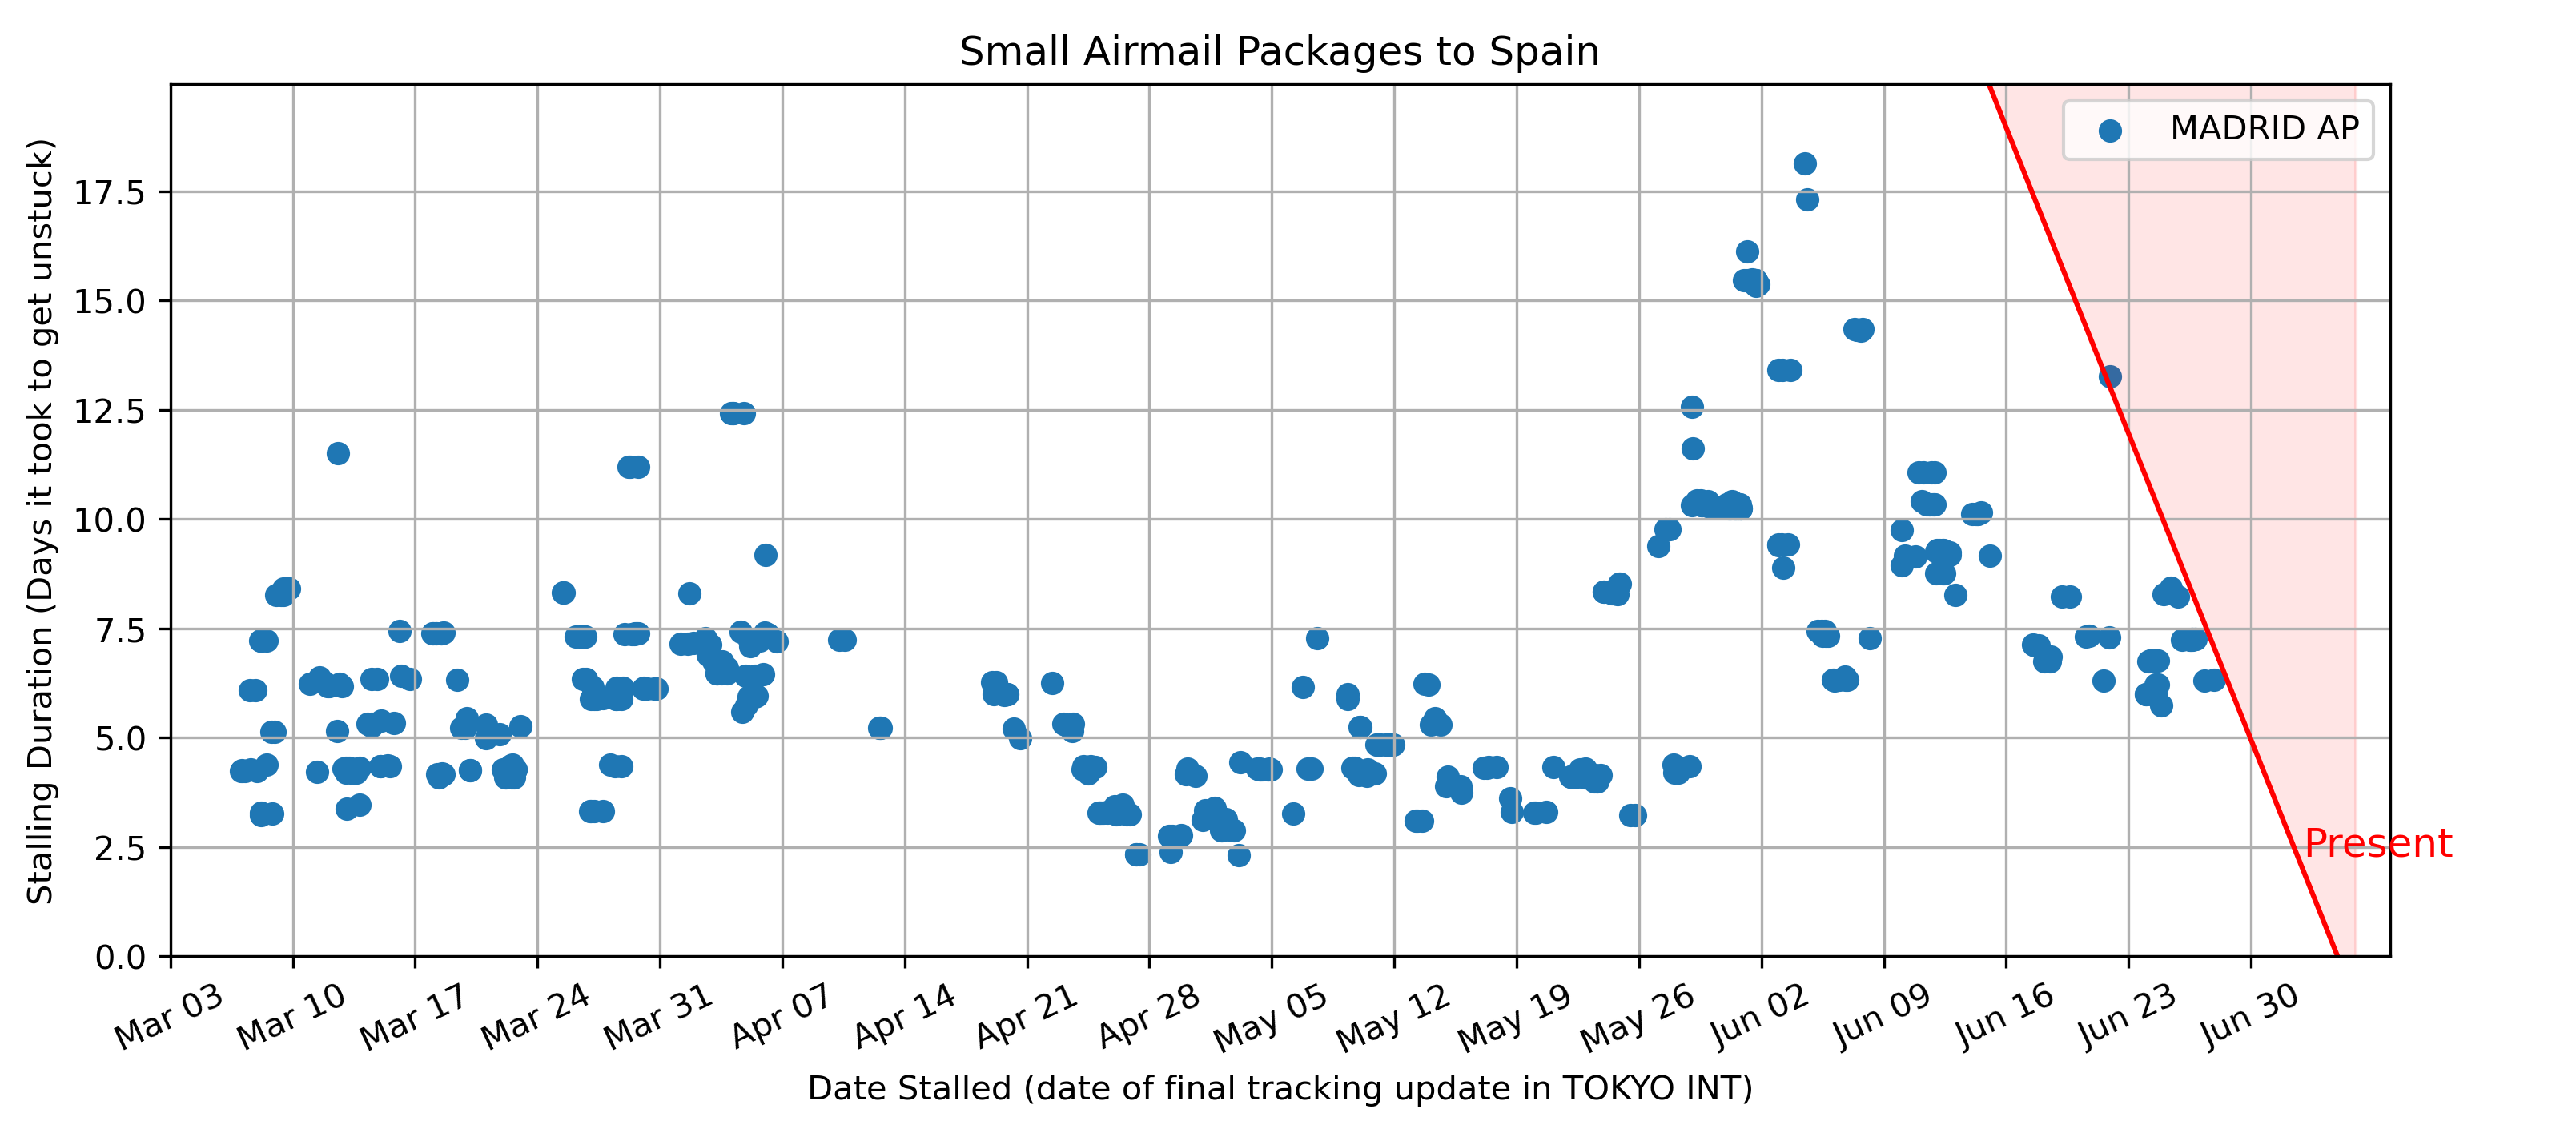 Small Airmail Packages to Spain
MADRID AP
Stalling Duration (Days it took to get unstuck)
17.5
15.0
12.5
10.0
7.5
5.0
2.5
0.0
Present
Mar 03
Mar 10
Mar 17
Mar 24
Mar 31
Apr 07
Apr 14
Apr 21
Apr 28
May 05
May 12
May 19
May 26
Jun 02
Jun 09
Jun 16
Jun 23
Jun 30
Date Stalled (date of final tracking update in TOKYO INT)